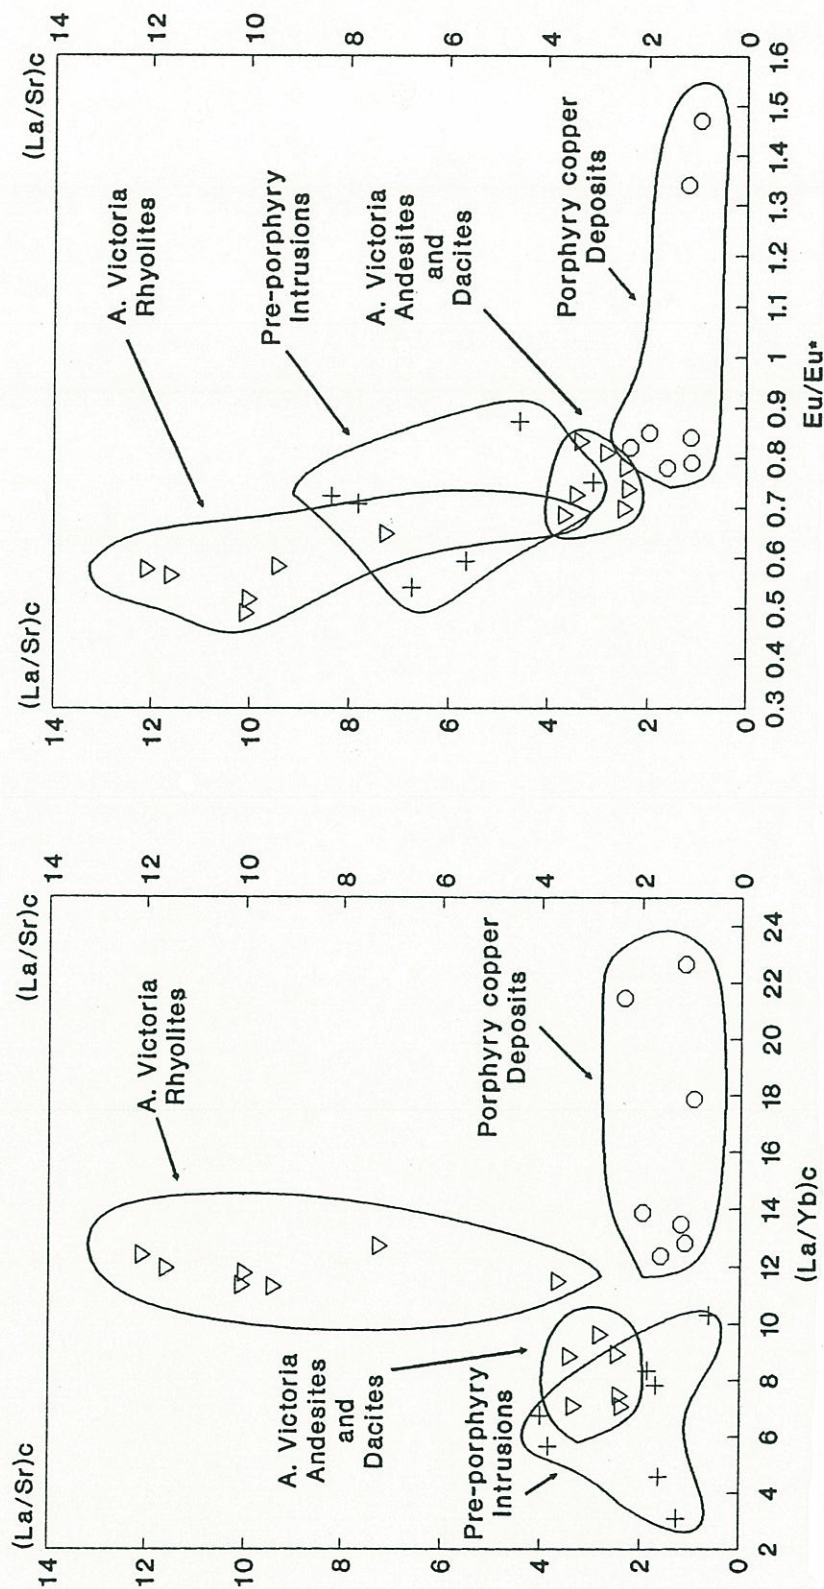 (La/Sr)c
(La/Sr)c
14
12
10
8
6
4
2
0
14
12
10
8
6
4
2
0
A. Victoria
Rhyolites
A. Victoria
Andesites
and
Dacites
Pre-porphyry
Intrusions
Porphyry copper
Deposits
2 4 6 8 10 12 14 16 18 20 22 24
(La/Yb)c
(La/Sr)c
(La/Sr)c
14
12
10
8
6
4
2
0
14
12
10
8
6
4
2
0
A. Victoria
Rhyolites
Pre-porphyry
Intrusions
A. Victoria
Andesites
and
Dacites
Porphyry copper
Deposits
0.3 0.4 0.5 0.6 0.7 0.8 0.9 1 1.1 1.2 1.3 1.4 1.5 1.6
Eu/Eu*